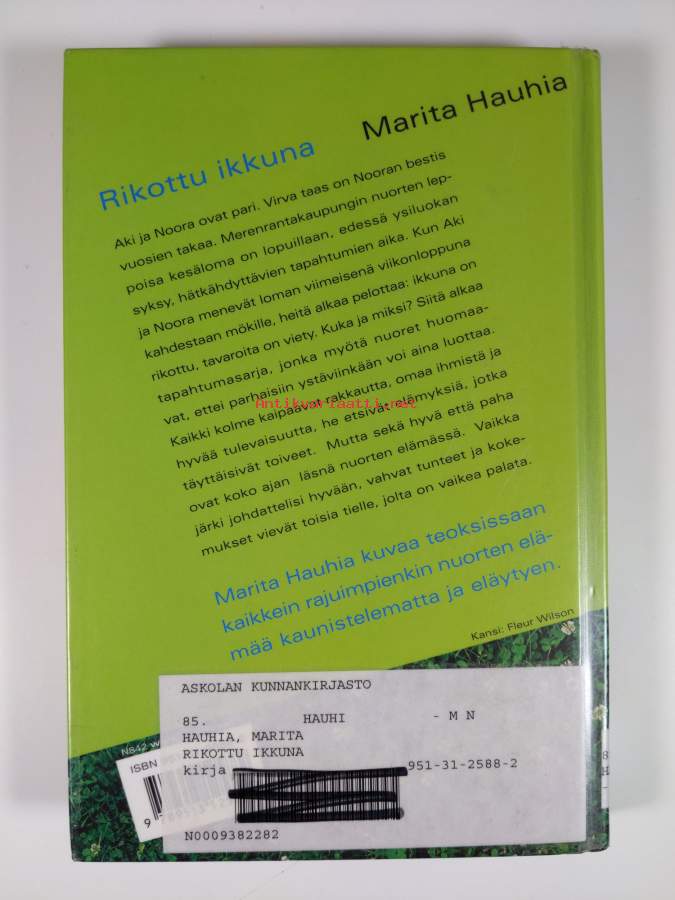 Marita Hauhia
Rikottu ikkuna
Aki ja Noora ovat pari. Virva taas on Nooran bestis
vuosien takaa. Merenrantakaupungin nuorten lep-
poisa kesäloma on lopuillaan, edessä ysiluokan
syksy, hätkähdyttävien tapahtumien aika. Kun Aki
ja Noora menevät loman viimeisenä viikonloppuna
kahdestaan mökille, heitä alkaa pelottaa: ikkuna on
rikottu, tavaroita on viety. Kuka ja miksi? Siitä alkaa
tapahtumasarja, jonka myötä nuoret huomaa-
vat, ettei parhaisiin ystäviinkään voi aina luottaa.
Kaikki kolme kaipaavat rakkautta, omaa ihmistä ja
hyvää tulevaisuutta, he etsivät elämyksiä, jotka
täyttäisivät toiveet. Mutta sekä hyvä että paha
ovat koko ajan läsnä nuorten elämässä. Vaikka
järki johdattelisi hyvään, vahvat tunteet ja koke-
mukset vievät toisia tielle, jolta on vaikea palata.
Antikvariaatti.net
Marita Hauhia kuvaa teoksissaan
kaikkein rajuimpienkin nuorten elä-
mää kaunistelematta ja eläytyen.
Kansi: Fleur Wilson
ASKOLAN KUNNANKIRJASTO
85. HAUHI - M N
HAUHIA, MARITA
RIKOTTU IKKUNA
kirja 951-31-2588-2
N0009382282
N842
ISBN